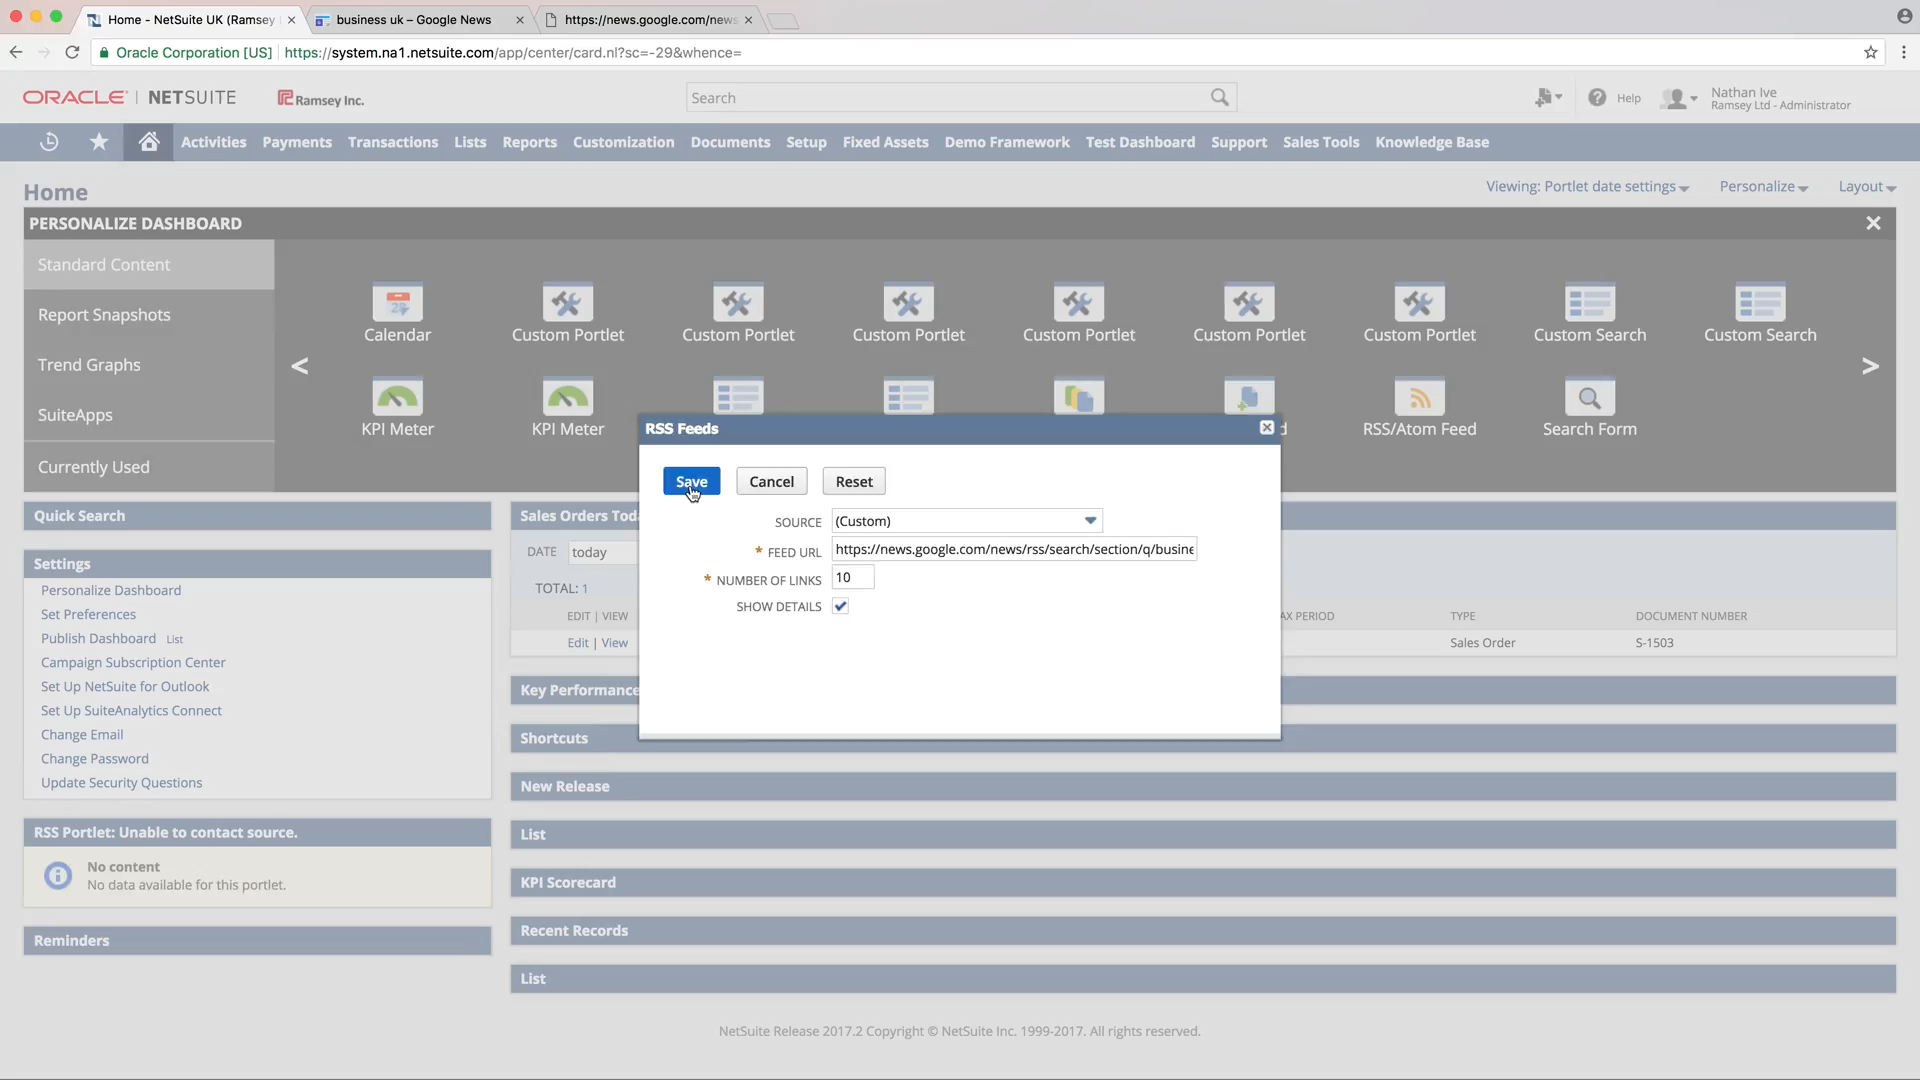 Home - NetSuite UK (Ramsey
business uk – Google News
https://news.google.com/news
Oracle Corporation [US]
https://system.na1.netsuite.com/app/center/card.nl?sc=-29&whence=
ORACLE | NETSUITE
Ramsey Inc.
Search
Help
Nathan Ive
Ramsey Ltd - Administrator
Activities
Payments
Transactions
Lists
Reports
Customization
Documents
Setup
Fixed Assets
Demo Framework
Test Dashboard
Support
Sales Tools
Knowledge Base
Home
Viewing: Portlet date settings
Personalize
Layout
PERSONALIZE DASHBOARD
Standard Content
Report Snapshots
Trend Graphs
SuiteApps
Currently Used
Calendar
Custom Portlet
Custom Portlet
Custom Portlet
Custom Portlet
Custom Portlet
Custom Portlet
Custom Search
Custom Search
KPI Meter
KPI Meter
RSS/Atom Feed
Search Form
RSS Feeds
Save
Cancel
Reset
SOURCE
(Custom)
* FEED URL
https://news.google.com/news/rss/search/section/q/busine
* NUMBER OF LINKS
10
SHOW DETAILS
Quick Search
Settings
Personalize Dashboard
Set Preferences
Publish Dashboard List
Campaign Subscription Center
Set Up NetSuite for Outlook
Set Up SuiteAnalytics Connect
Change Email
Change Password
Update Security Questions
RSS Portlet: Unable to contact source.
No content
No data available for this portlet.
Reminders
Sales Orders Toda
DATE
today
TOTAL: 1
EDIT | VIEW
AX PERIOD
TYPE
DOCUMENT NUMBER
Edit | View
Sales Order
S-1503
Key Performance
Shortcuts
New Release
List
KPI Scorecard
Recent Records
List
NetSuite Release 2017.2 Copyright © NetSuite Inc. 1999-2017. All rights reserved.